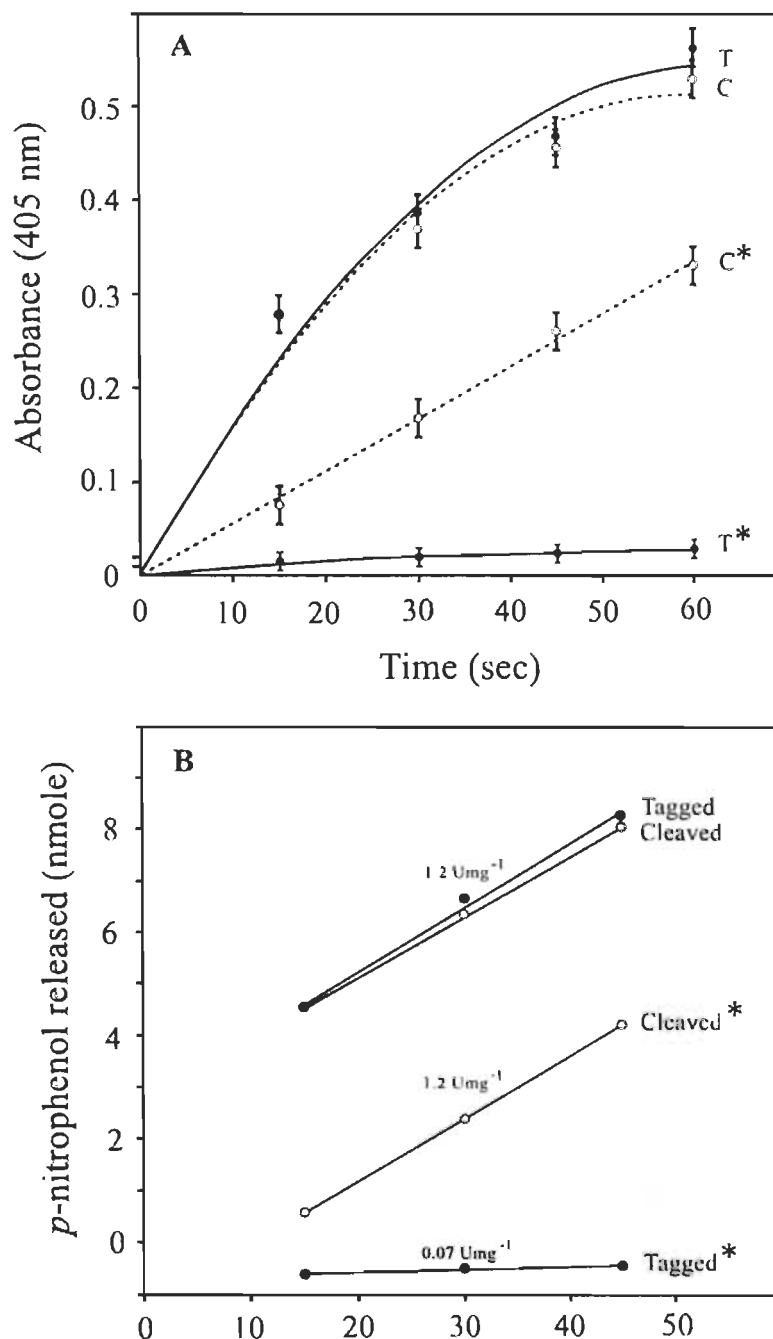 A
T
C
C*
T*
0.5
0.4
0.3
0.2
0.1
0
Absorbance (405 nm)
0 10 20 30 40 50 60
Time (sec)
B
Tagged
Cleaved
1.2 Umg⁻¹
Cleaved*
1.2 Umg⁻¹
Tagged*
0.07 Umg⁻¹
8
6
4
2
0
p-nitrophenol released (nmole)
0 10 20 30 40 50